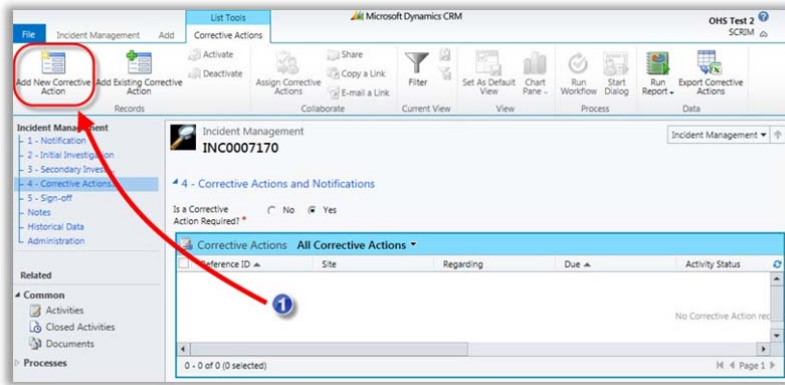 List Tools
Microsoft Dynamics CRM
OHS Test 2
SCRIM
File Incident Management Add Corrective Actions
Add New Corrective Action
Add Existing Corrective Action
Activate
Deactivate
Records
Assign Corrective Actions
Share
Copy a Link
E-mail a Link
Collaborate
Filter
Current View
Set As Default View
Chart Pane
View
Run Workflow
Start Dialog
Process
Run Report
Export Corrective Actions
Data
Incident Management
1 - Notification
2 - Initial Investigation
3 - Secondary Inves...
4 - Corrective Actions...
5 - Sign-off
Notes
Historical Data
Administration
Related
Common
Activities
Closed Activities
Documents
Processes
Incident Management
INC0007170
Incident Management
4 - Corrective Actions and Notifications
Is a Corrective Action Required? * No Yes
Corrective Actions All Corrective Actions
Reference ID Site Regarding Due Activity Status
1
No Corrective Action rec
0 - 0 of 0 (0 selected)
Page 1